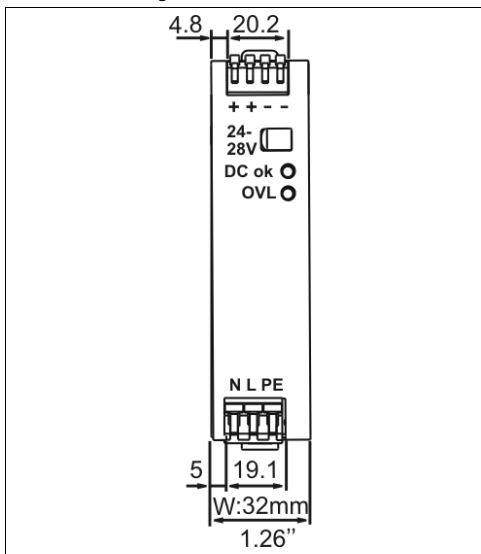 4.8 20.2
+ + - -
24-
28V
DC ok
OVL
N L PE
5 19.1
W:32mm
1.26’’